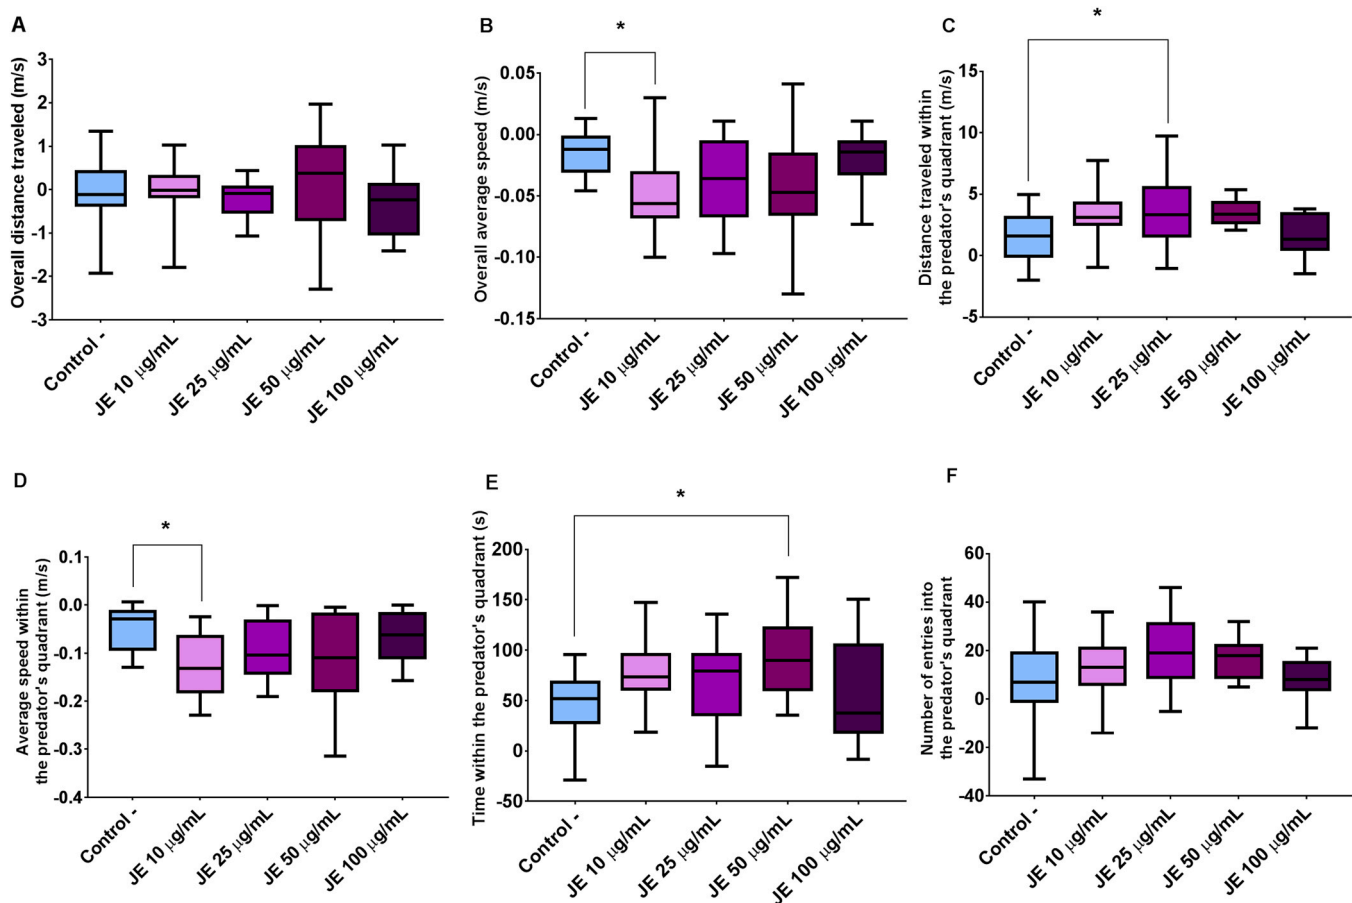 A
Overall distance traveled (m/s)
3
2
1
0
-1
-2
-3
Control -
JE 10 μg/mL
JE 25 μg/mL
JE 50 μg/mL
JE 100 μg/mL
B
*
Overall average speed (m/s)
0.05
0.00
-0.05
-0.10
-0.15
Control -
JE 10 μg/mL
JE 25 μg/mL
JE 50 μg/mL
JE 100 μg/mL
C
*
Distance traveled within
the predator's quadrant (m/s)
15
10
5
0
-5
Control -
JE 10 μg/mL
JE 25 μg/mL
JE 50 μg/mL
JE 100 μg/mL
D
*
Average speed within
the predator's quadrant (m/s)
0.1
0.0
-0.1
-0.2
-0.3
-0.4
Control -
JE 10 μg/mL
JE 25 μg/mL
JE 50 μg/mL
JE 100 μg/mL
E
*
Time within the predator's quadrant (s)
200
150
100
50
0
-50
Control -
JE 10 μg/mL
JE 25 μg/mL
JE 50 μg/mL
JE 100 μg/mL
F
Number of entries into
the predator's quadrant
60
40
20
0
-20
-40
Control -
JE 10 μg/mL
JE 25 μg/mL
JE 50 μg/mL
JE 100 μg/mL